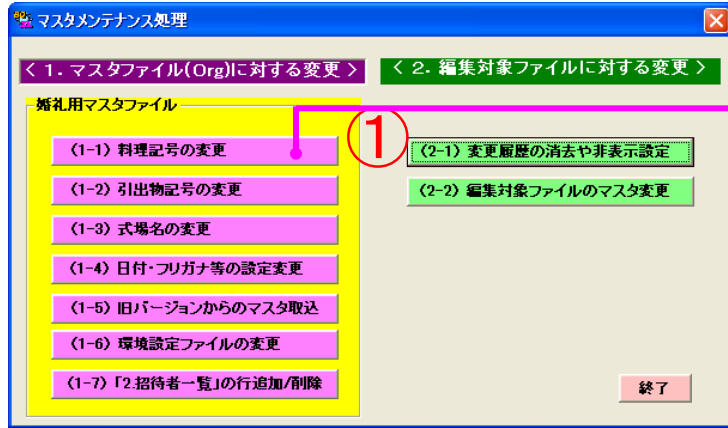 マスタメンテナンス処理
< 1. マスタファイル(Org)に対する変更 >
< 2. 編集対象ファイルに対する変更 >
婚礼用マスタファイル
①
(1-1) 料理記号の変更
(2-1) 変更履歴の消去や非表示設定
(1-2) 引出物記号の変更
(2-2) 編集対象ファイルのマスタ変更
(1-3) 式場名の変更
(1-4) 日付・フリガナ等の設定変更
(1-5) 旧バージョンからのマスタ取込
(1-6) 環境設定ファイルの変更
(1-7) 「2.招待者一覧」の行追加/削除
終了